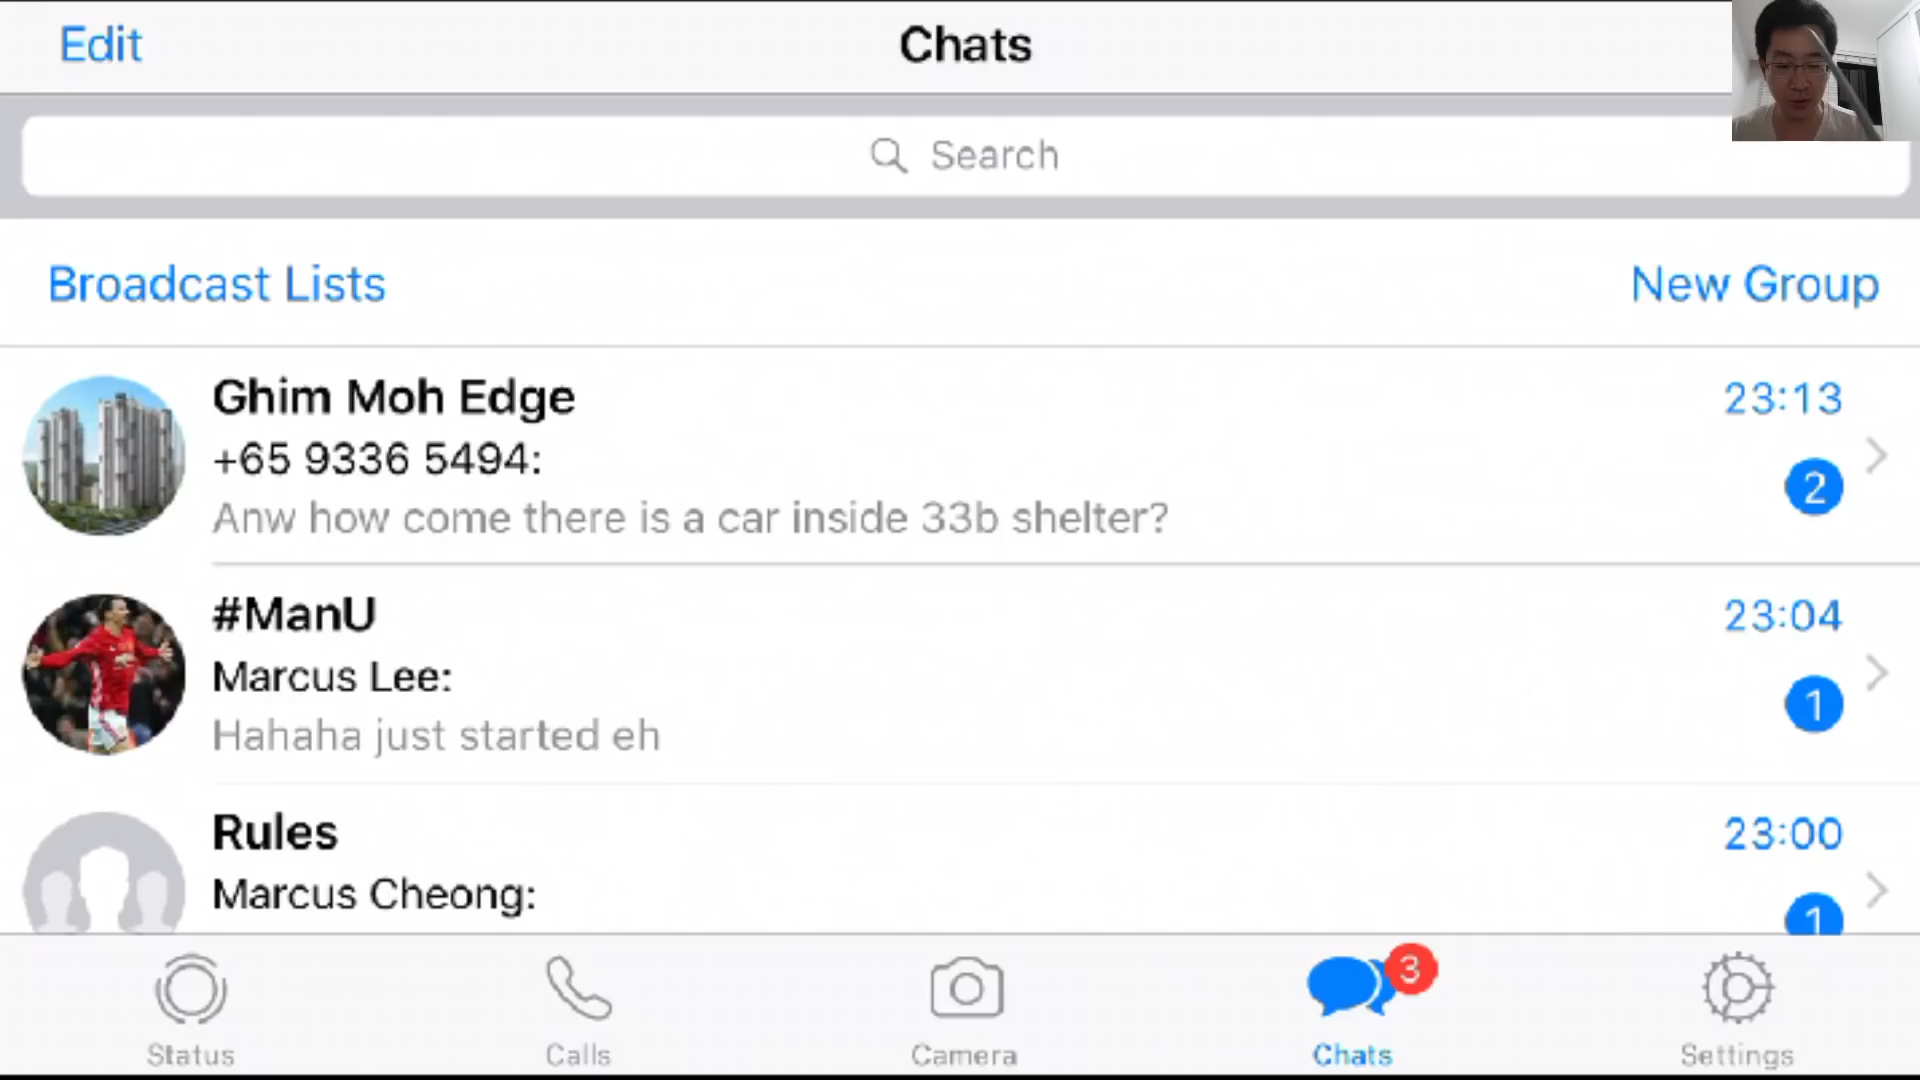 Edit
Chats
Search
Broadcast Lists
New Group
Ghim Moh Edge
23:13
+65 9336 5494:
2
Anw how come there is a car inside 33b shelter?
#ManU
23:04
Marcus Lee:
1
Hahaha just started eh
Rules
23:00
Marcus Cheong:
1
3
Status
Calls
Camera
Chats
Settings